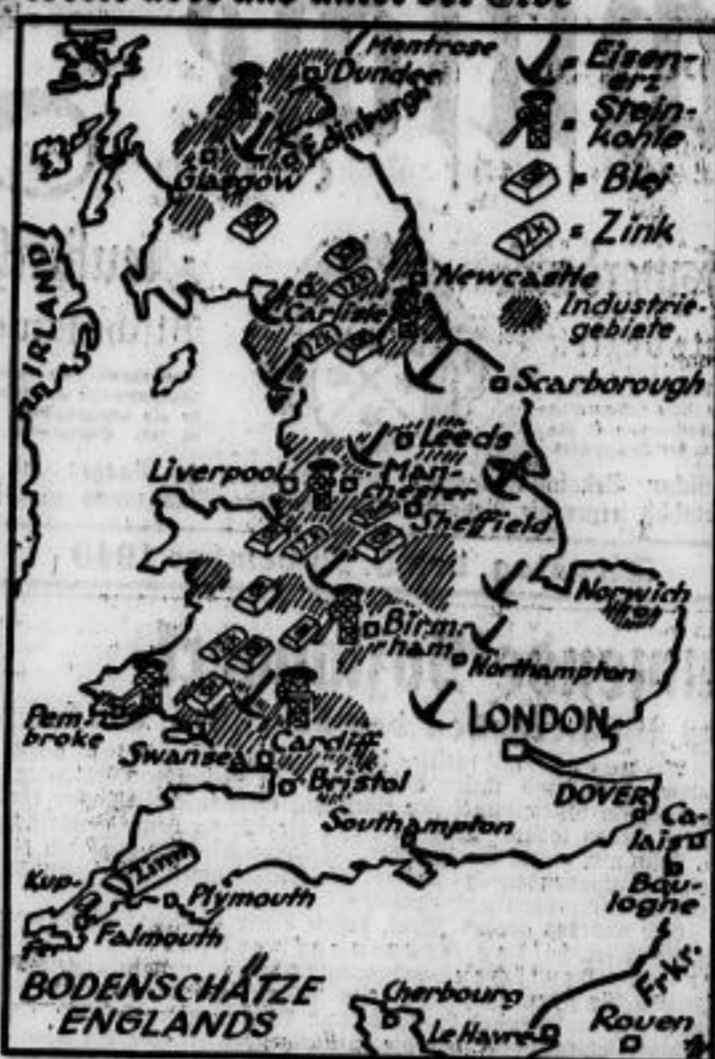 Montrose
Dundee
Edinburgh
Glasgow
= Eisen-
erz
= Stein-
kohle
= Blei
= Zink
Industrie-
gebiete
IRLAND
Newcastle
Carlisle
Scarborough
Leeds
Liverpool
Man-
chester
Sheffield
Norwich
Birm.
rham
Northampton
LONDON
Pem-
broke
Swansea
Cardiff
Bristol
DOVER
Ca-
lais
Southampton
Bou-
logne
Kup-
Zinn
Plymouth
Falmouth
BODENSCHÄTZE
ENGLANDS
Cherbourg
Le Havre
Frkr.
Rouen